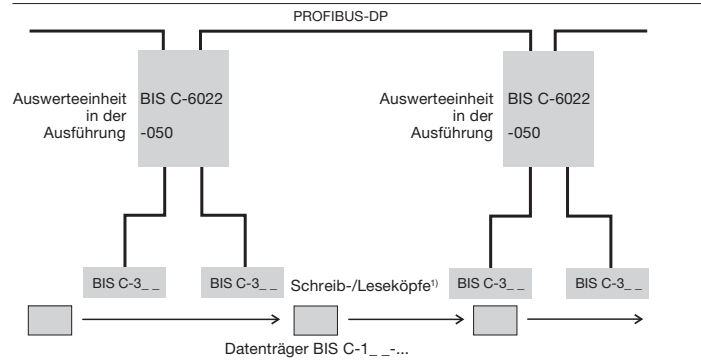 PROFIBUS-DP
Auswerteeinheit
in der
Ausführung
BIS C-6022
-050
Auswerteeinheit
in der
Ausführung
BIS C-6022
-050
BIS C-3_ _
BIS C-3_ _
Schreib-/Leseköpfe¹⁾
BIS C-3_ _
BIS C-3_ _
Datenträger BIS C-1_ _-...